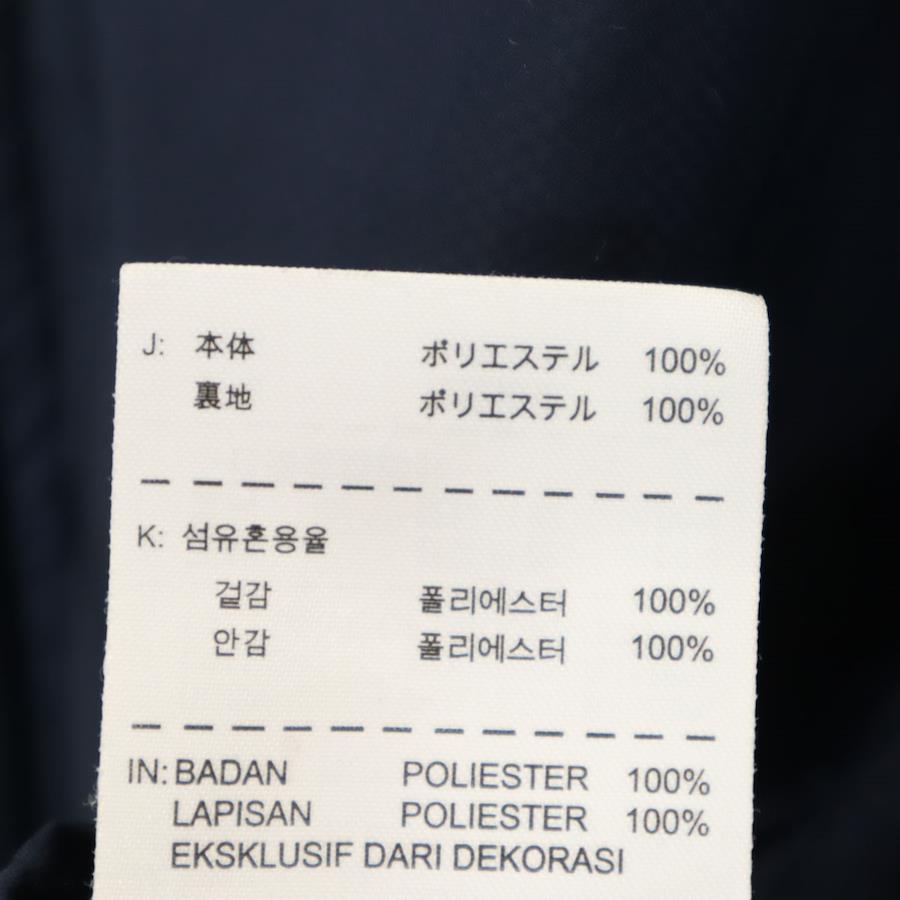 J: 本体 ポリエステル 100%
裏地 ポリエステル 100%
K: 섬유혼용율
겉감 폴리에스터 100%
안감 폴리에스터 100%
IN: BADAN POLIESTER 100%
LAPISAN POLIESTER 100%
EKSKLUSIF DARI DEKORASI